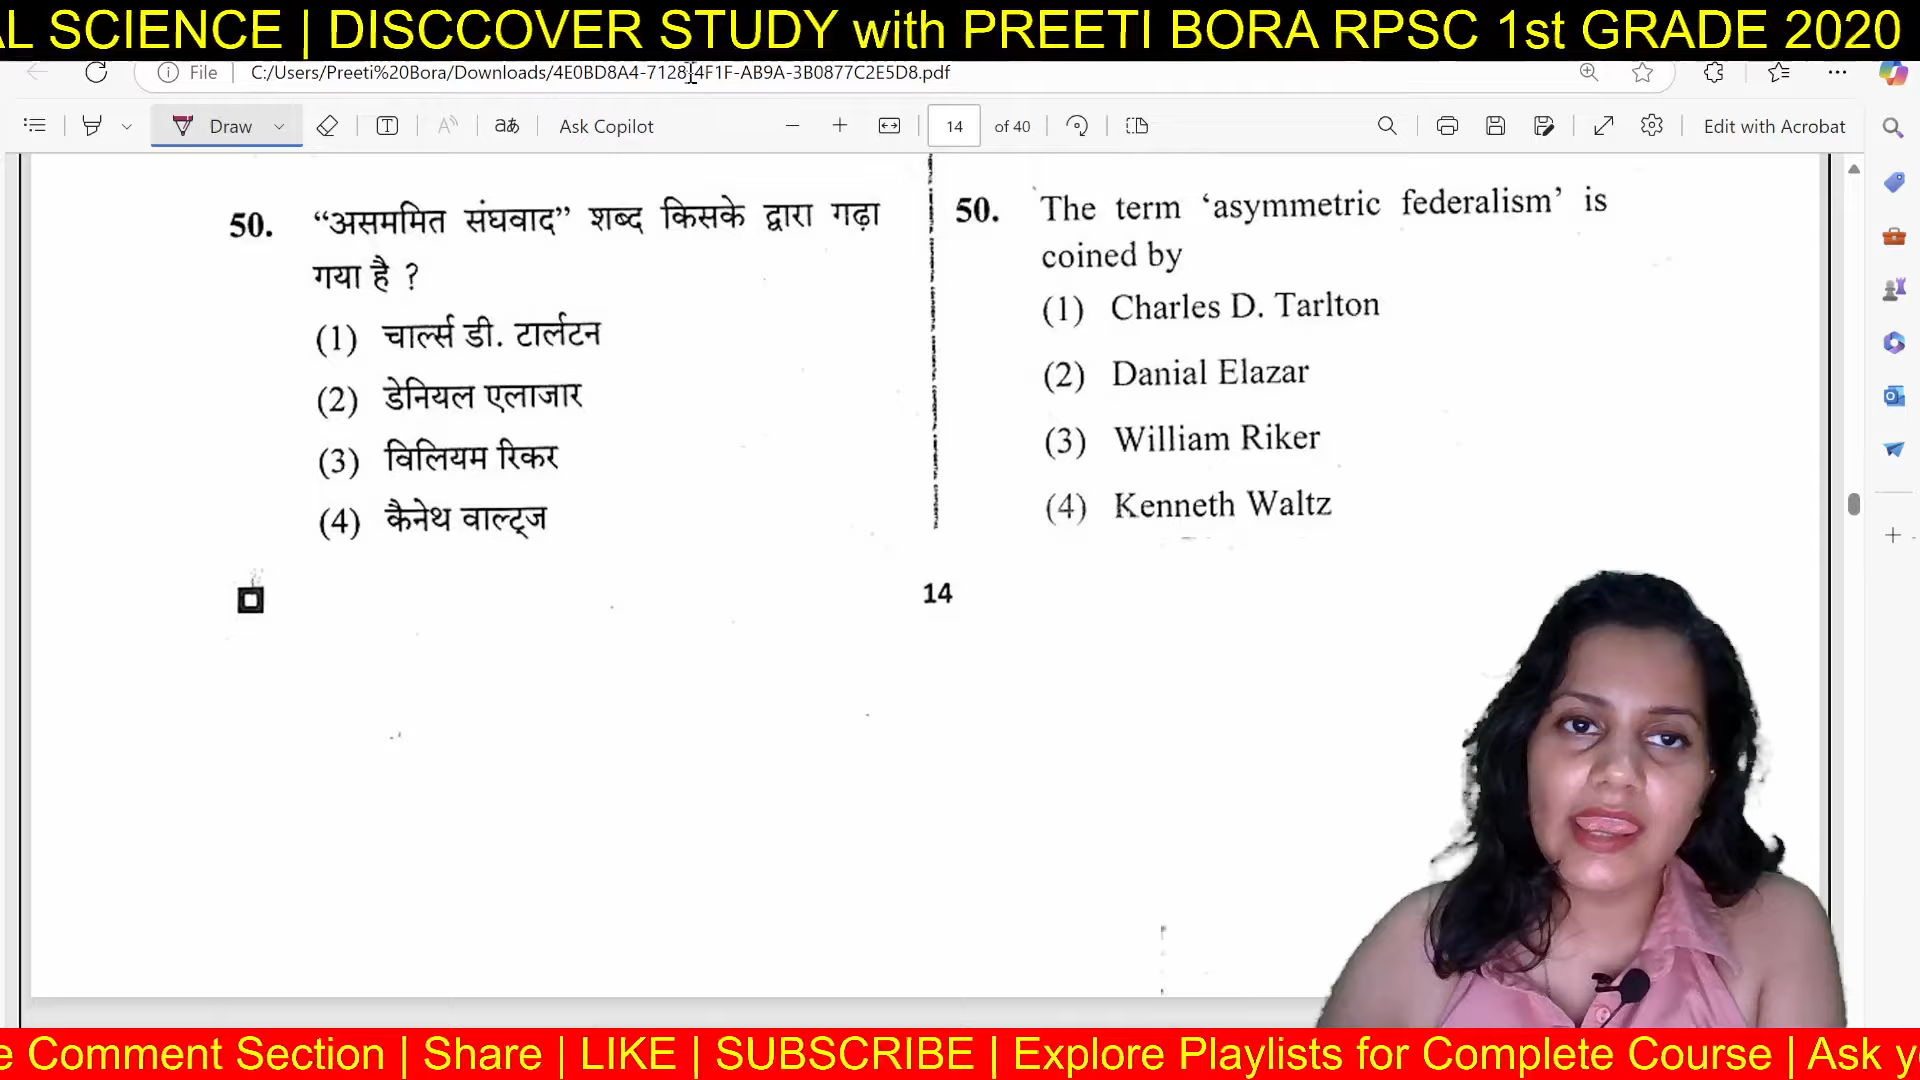 AL SCIENCE | DISCCOVER STUDY with PREETI BORA RPSC 1st GRADE 2020
File C:/Users/Preeti%20Bora/Downloads/4E0BD8A4-7128-4F1F-AB9A-3B0877C2E5D8.pdf
Draw aあ Ask Copilot 14 of 40 Edit with Acrobat
50. “असममित संघवाद” शब्द किसके द्वारा गढ़ा
गया है ?
(1) चार्ल्स डी. टार्लटन
(2) डेनियल एलाजार
(3) विलियम रिकर
(4) कैनेथ वाल्ट्ज
50. The term ‘asymmetric federalism’ is
coined by
(1) Charles D. Tarlton
(2) Danial Elazar
(3) William Riker
(4) Kenneth Waltz
14
e Comment Section | Share | LIKE | SUBSCRIBE | Explore Playlists for Complete Course | Ask y